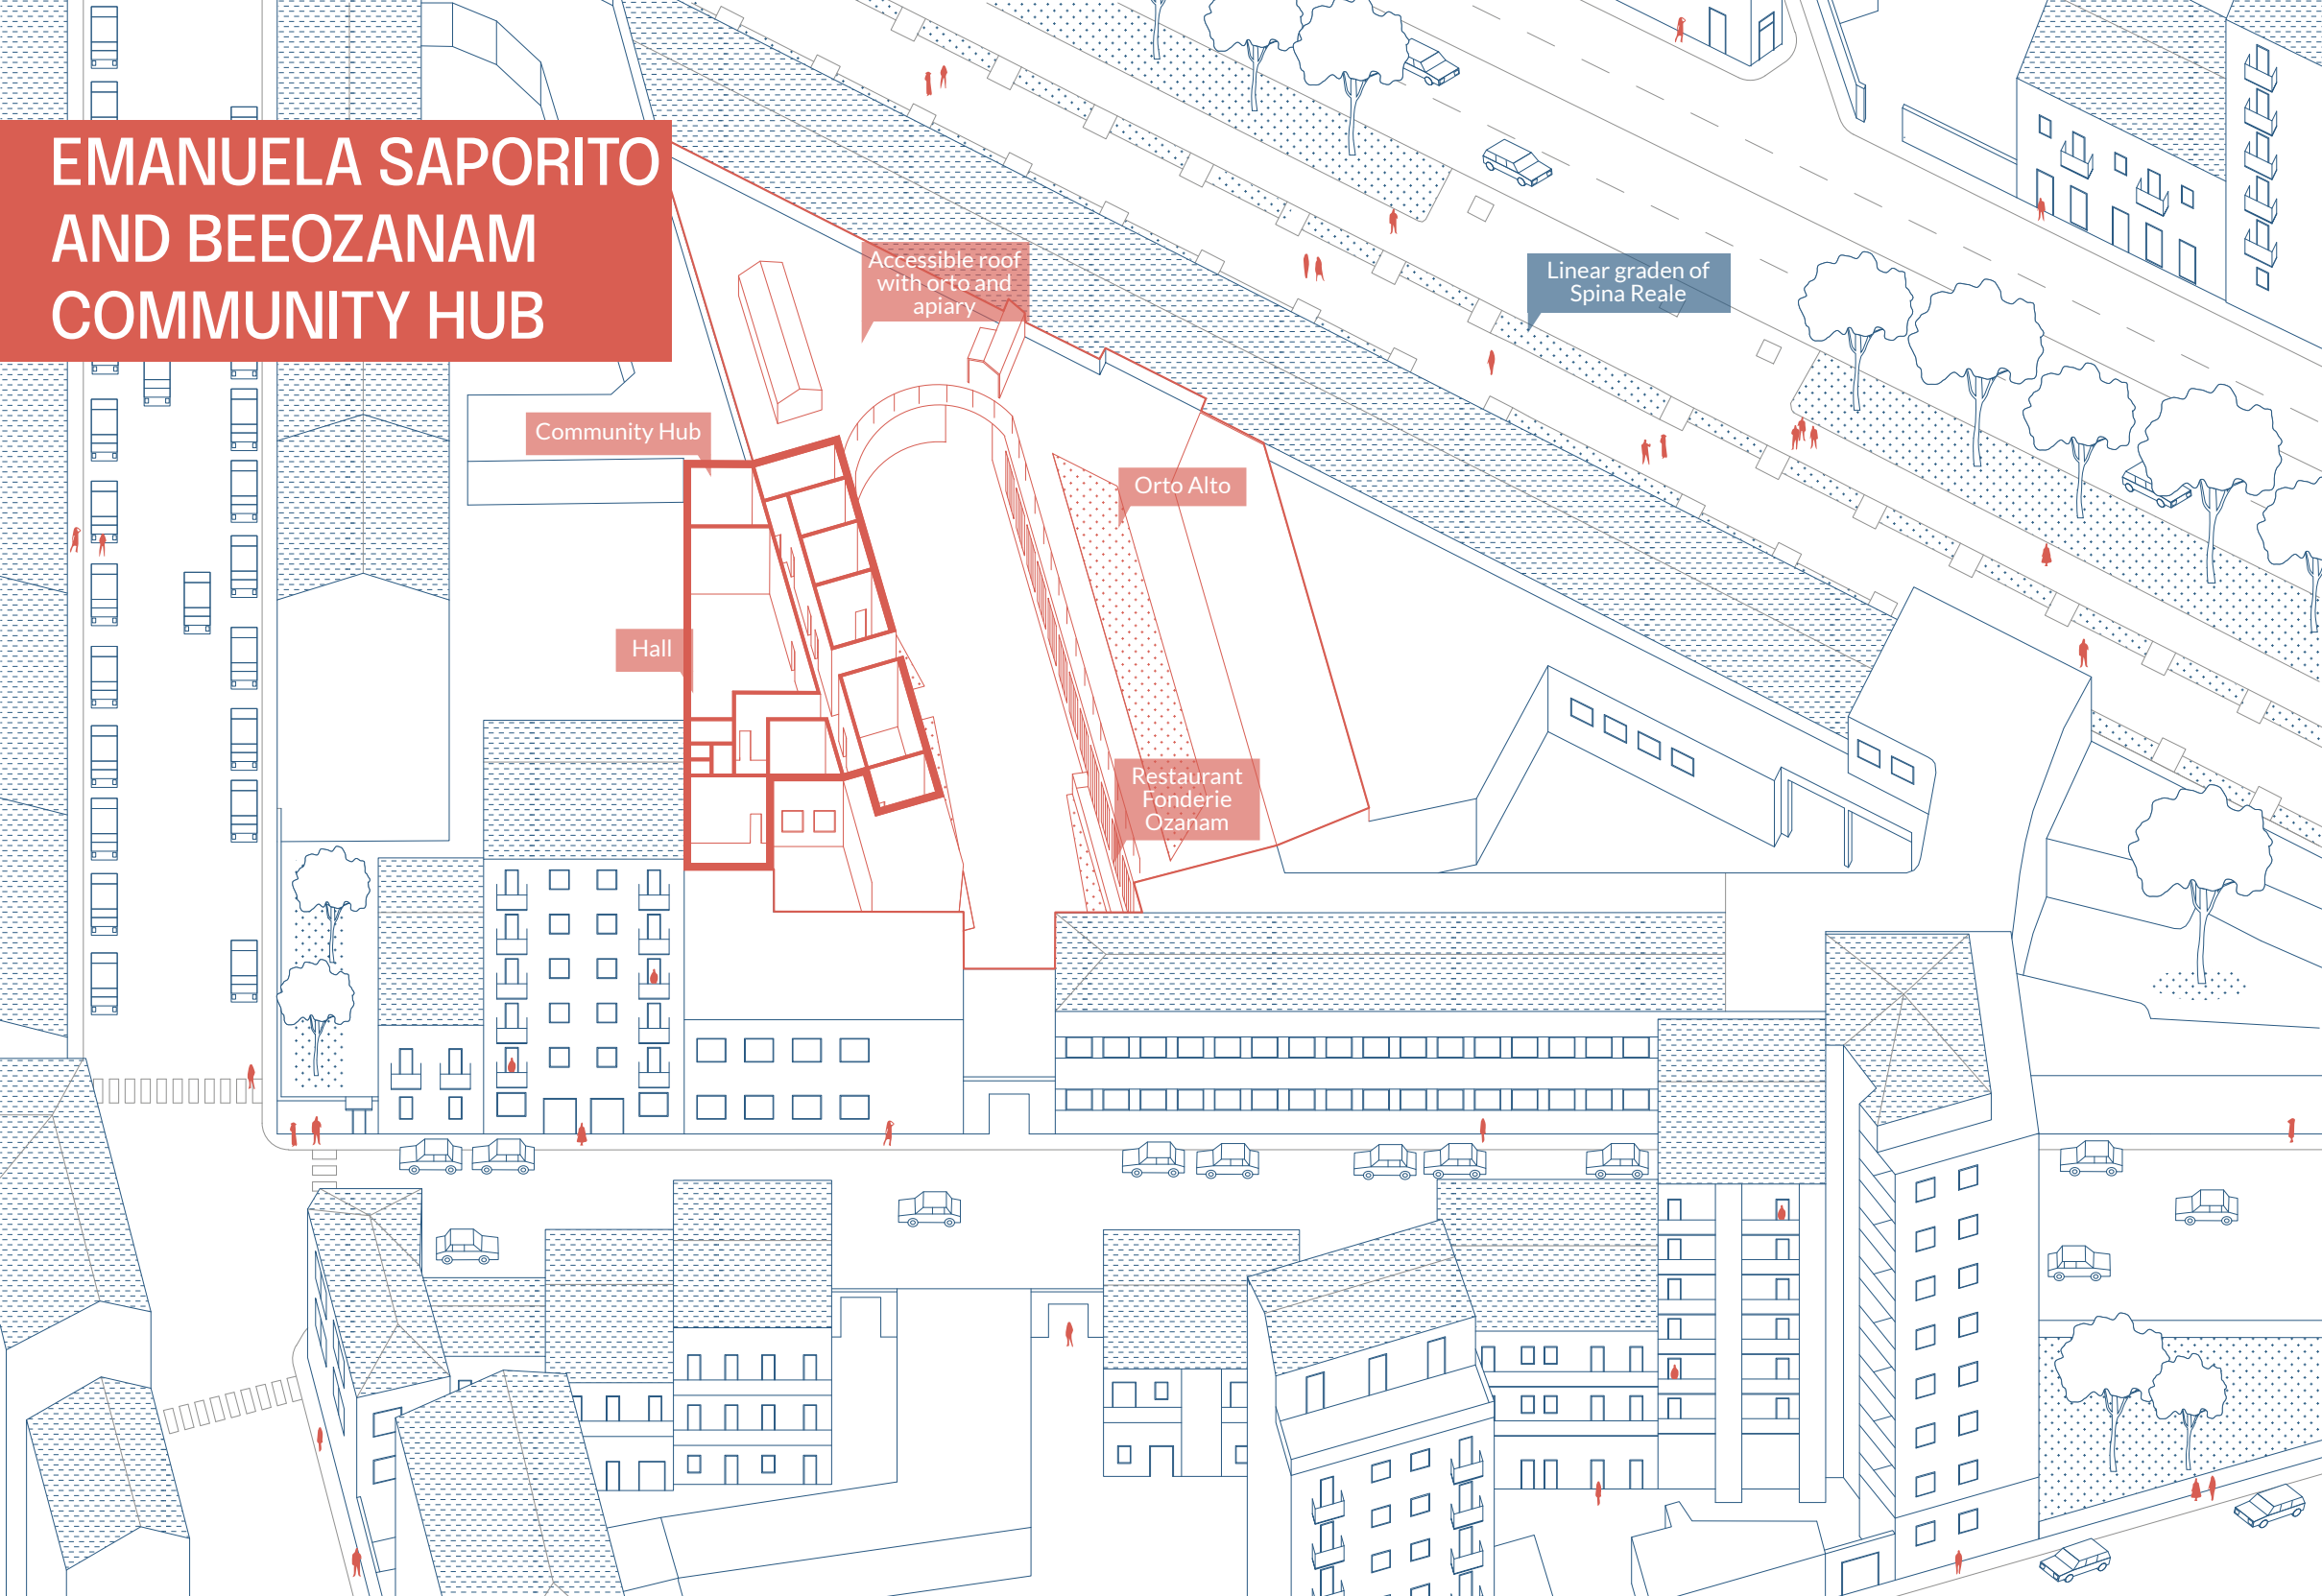 EMANUELA SAPORITO
AND BEEOZANAM
COMMUNITY HUB
Accessible roof
with orto and
apiary
Linear graden of
Spina Reale
Community Hub
Orto Alto
Hall
Restaurant
Fonderie
Ozanam